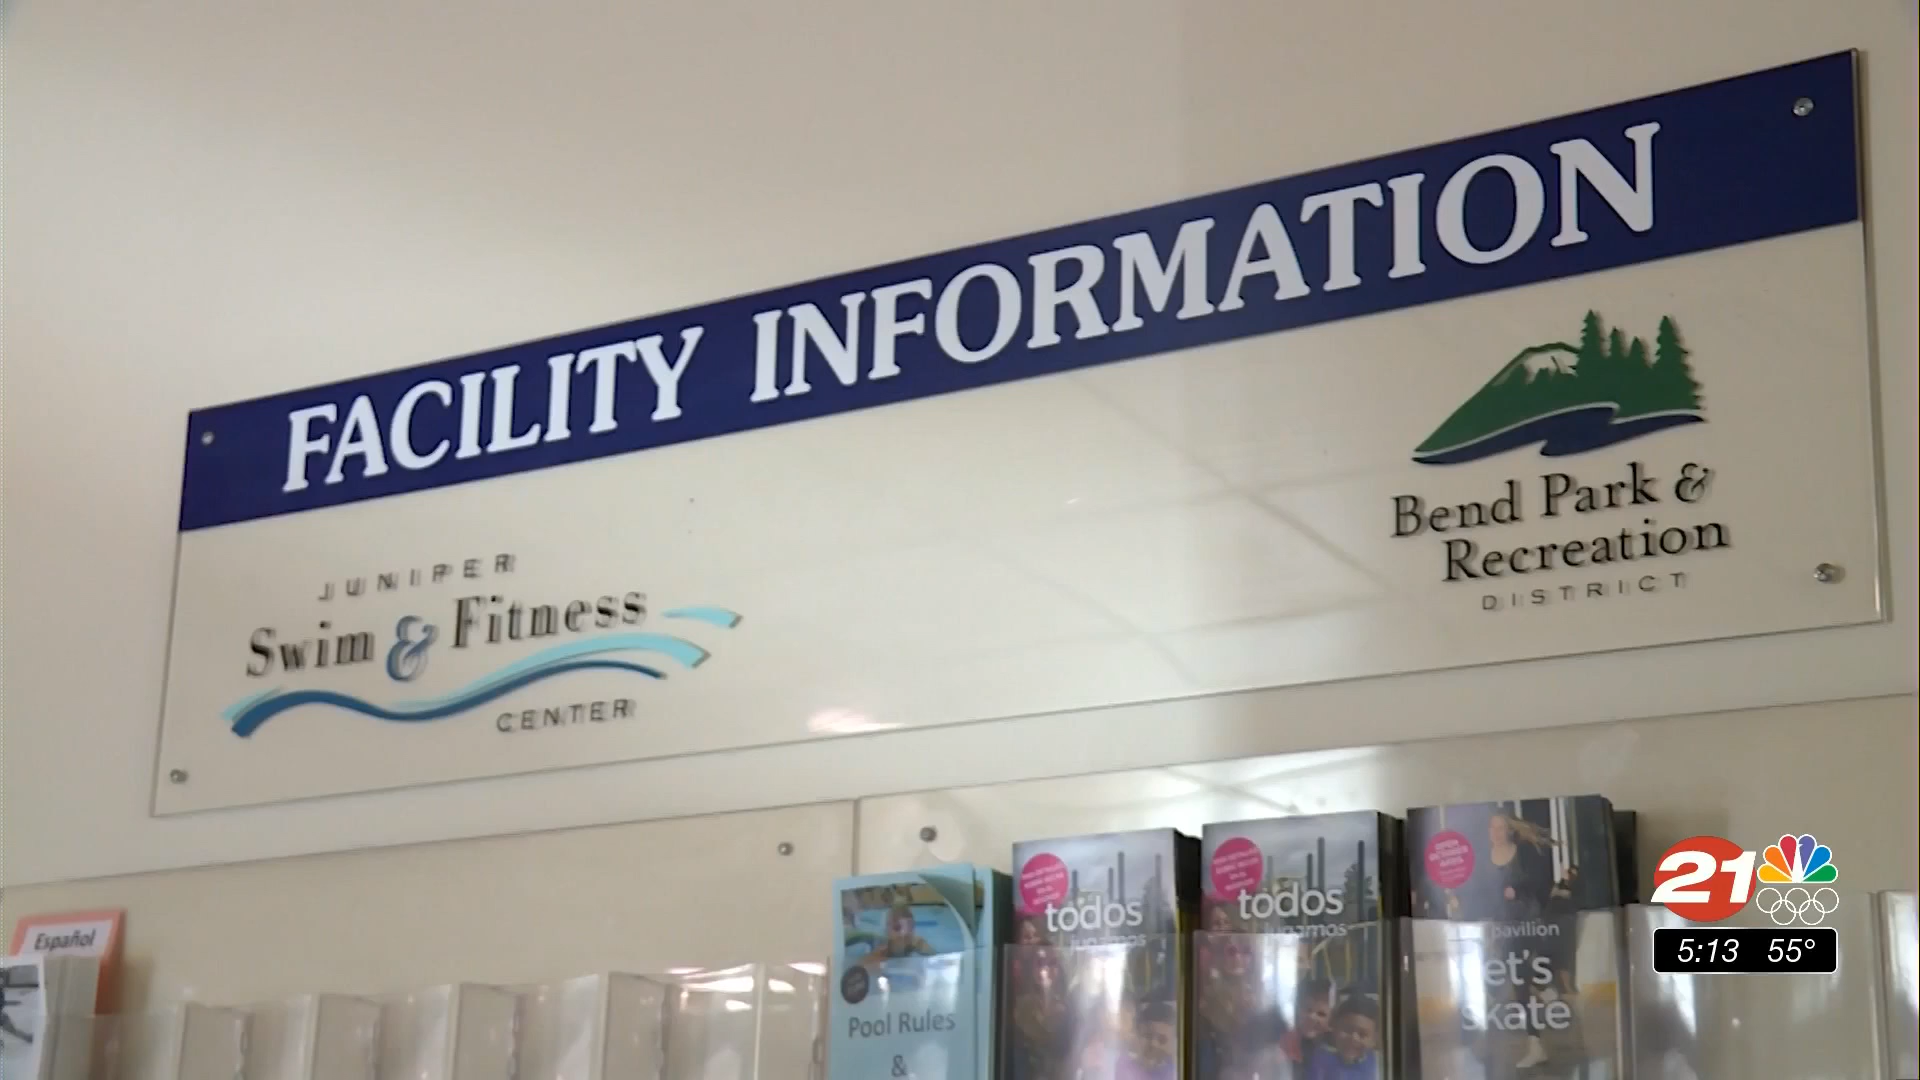 FACILITY INFORMATION
JUNIPER
Swim & Fitness
CENTER
Bend Park &
Recreation
DISTRICT
Español
Pool Rules
&
todos
juntamos
todos
pavilion
let's
skate
21
5:13 55°